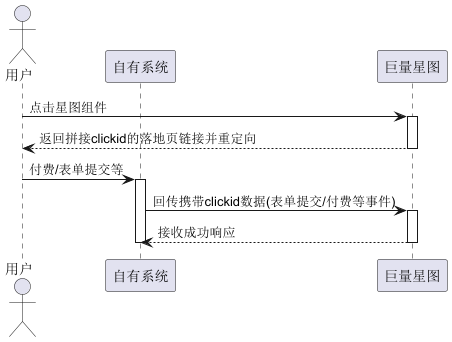 用户
自有系统
巨量星图
点击星图组件
返回拼接clickid的落地页链接并重定向
付费/表单提交等
回传携带clickid数据(表单提交/付费等事件)
接收成功响应
用户
自有系统
巨量星图